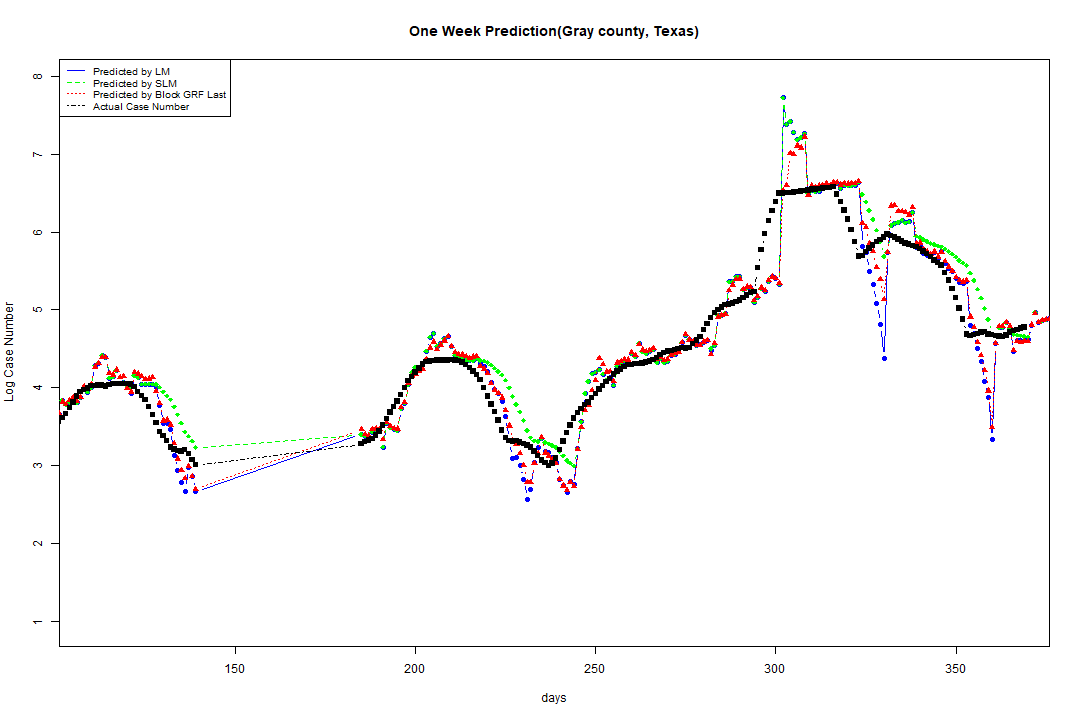 One Week Prediction(Gray county, Texas)
Predicted by LM
Predicted by SLM
Predicted by Block GRF Last
Actual Case Number
Log Case Number
8
7
6
5
4
3
2
1
150 200 250 300 350
days